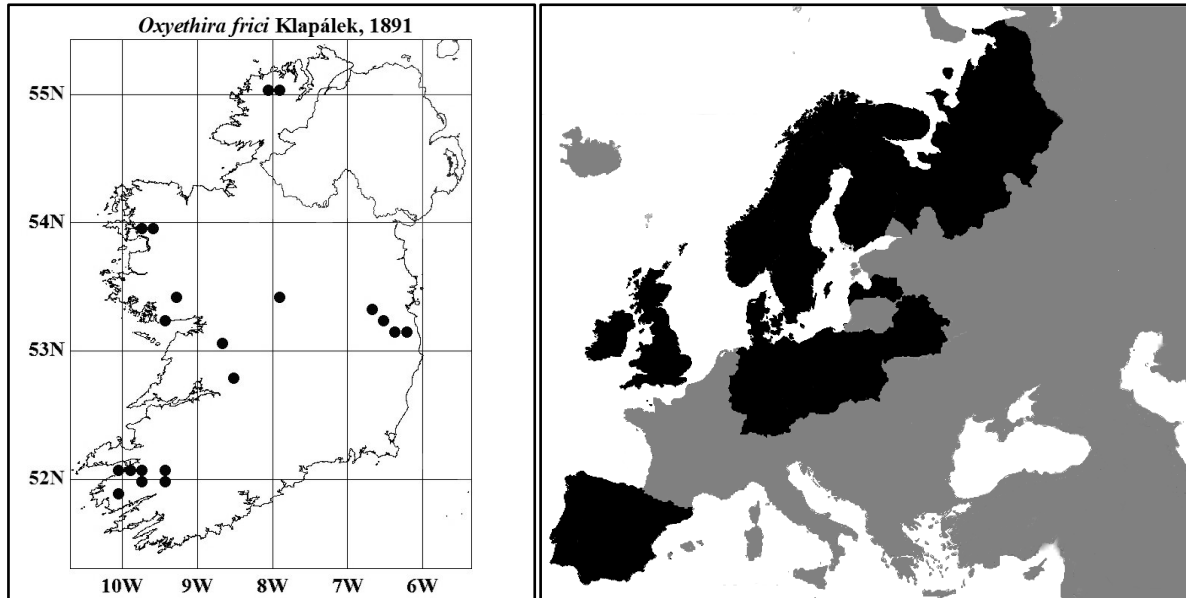 Oxyethira frici Klapálek, 1891
55N
54N
53N
52N
10W 9W 8W 7W 6W